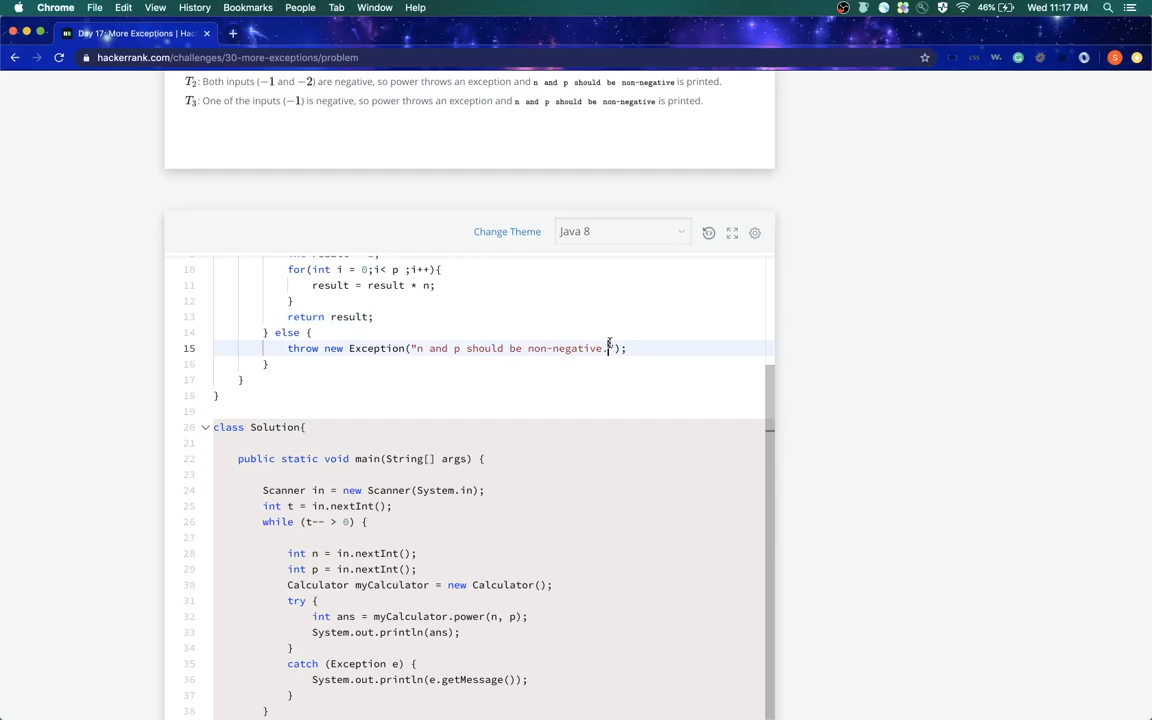 Chrome File Edit View History Bookmarks People Tab Window Help 46% Wed 11:17 PM
Day 17: More Exceptions | Hac
hackerrank.com/challenges/30-more-exceptions/problem
T2: Both inputs (−1 and −2) are negative, so power throws an exception and n and p should be non-negative is printed.
T3: One of the inputs (−1) is negative, so power throws an exception and n and p should be non-negative is printed.
Change Theme Java 8
10 for(int i = 0;i< p ;i++){
11 result = result * n;
12 }
13 return result;
14 } else {
15 throw new Exception("n and p should be non-negative.");
16 }
17 }
18 }
19
20 class Solution{
21
22 public static void main(String[] args) {
23
24 Scanner in = new Scanner(System.in);
25 int t = in.nextInt();
26 while (t-- > 0) {
27
28 int n = in.nextInt();
29 int p = in.nextInt();
30 Calculator myCalculator = new Calculator();
31 try {
32 int ans = myCalculator.power(n, p);
33 System.out.println(ans);
34 }
35 catch (Exception e) {
36 System.out.println(e.getMessage());
37 }
38 }